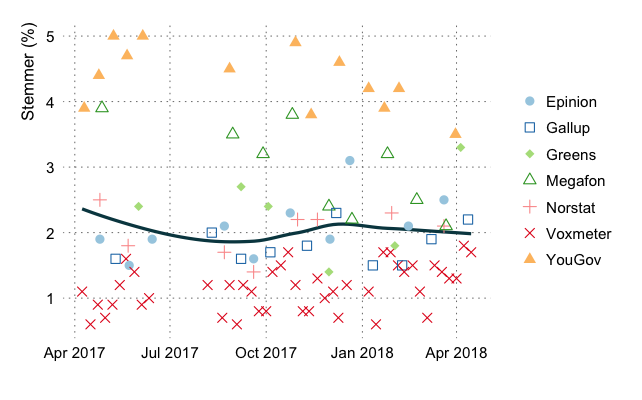 Stemmer (%)
5
4
3
2
1
Apr 2017 Jul 2017 Oct 2017 Jan 2018 Apr 2018
Epinion
Gallup
Greens
Megafon
Norstat
Voxmeter
YouGov